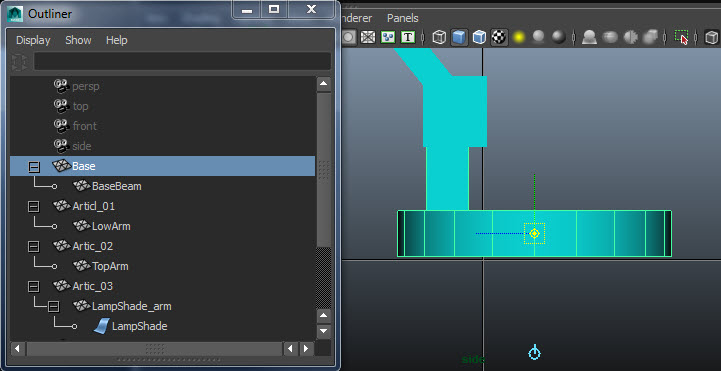 Outliner
Display Show Help
persp
top
front
side
Base
BaseBeam
Articl_01
LowArm
Artic_02
TopArm
Artic_03
LampShade_arm
LampShade
nderer Panels
T
side